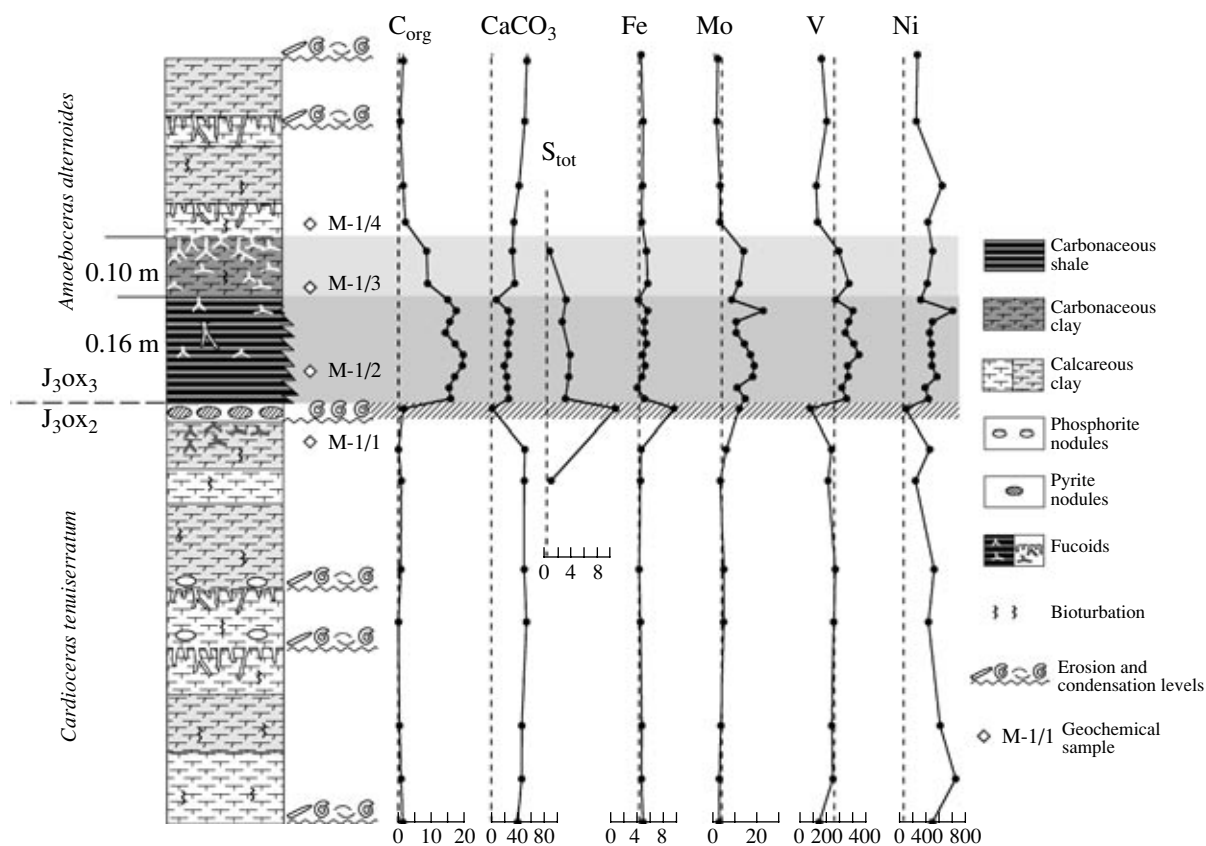 C_org CaCO₃ Fe Mo V Ni
S_tot
Amoeboceras alternoides
Cardioceras tenuiserratum
0.10 m
0.16 m
J₃ox₃
J₃ox₂
M-1/4
M-1/3
M-1/2
M-1/1
0 4 8
0 10 20
0 40 80
0 4 8
0 20
0 200 400
0 400 800
Carbonaceous
shale
Carbonaceous
clay
Calcareous
clay
Phosphorite
nodules
Pyrite
nodules
Fucoids
Bioturbation
Erosion and
condensation levels
M-1/1 Geochemical
sample